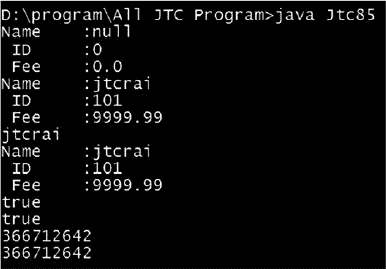 D:\program\All JTC Program>java Jtc85
Name    :null
 ID     :0
 Fee    :0.0
Name    :jtcrai
 ID     :101
 Fee    :9999.99
jtcrai
Name    :jtcrai
 ID     :101
 Fee    :9999.99
true
true
366712642
366712642